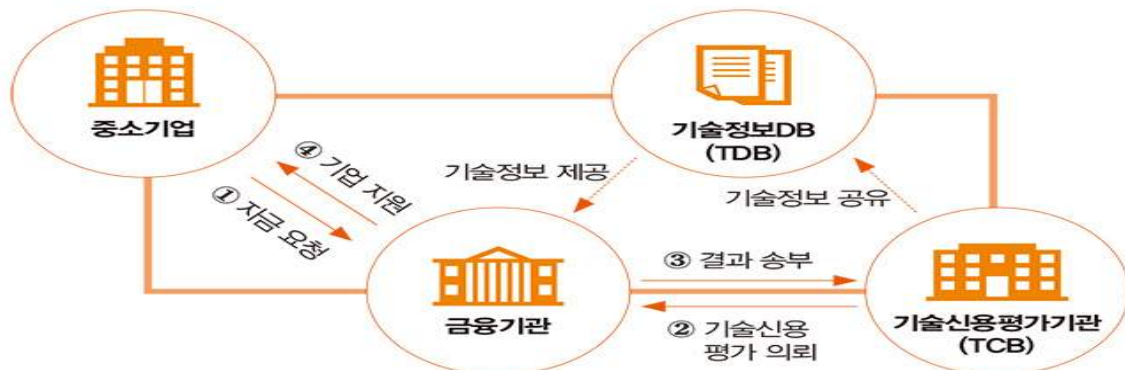 중소기업
기술정보DB
(TDB)
④ 기업 지원
기술정보 제공
① 자금 요청
기술정보 공유
③ 결과 송부
금융기관
② 기술신용
평가 의뢰
기술신용평가기관
(TCB)